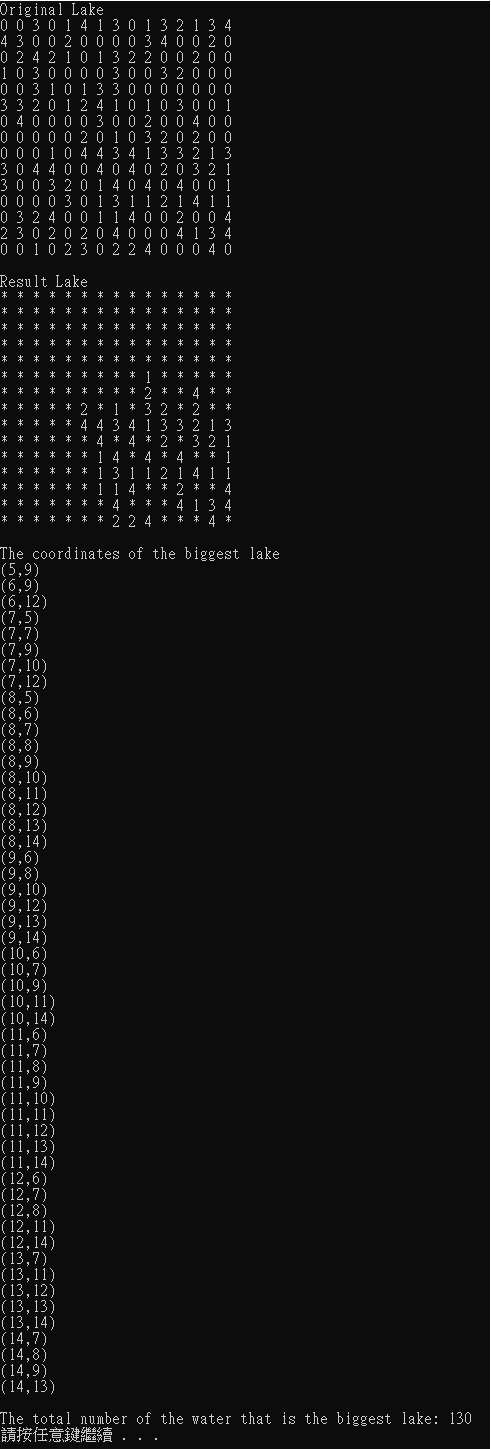 Original Lake
0 0 3 0 1 4 1 3 0 1 3 2 1 3 4
4 3 0 0 2 0 0 0 0 3 4 0 0 2 0
0 2 4 2 1 0 1 3 2 2 0 0 2 0 0
1 0 3 0 0 0 0 3 0 0 3 2 0 0 0
0 0 3 1 0 1 3 3 0 0 0 0 0 0 0
3 3 2 0 1 2 4 1 0 1 0 3 0 0 1
0 4 0 0 0 0 3 0 0 2 0 0 4 0 0
0 0 0 0 0 2 0 1 0 3 2 0 2 0 0
0 0 0 1 0 4 4 3 4 1 3 3 2 1 3
3 0 4 4 0 0 4 0 4 0 2 0 3 2 1
3 0 0 3 2 0 1 4 0 4 0 4 0 0 1
0 0 0 0 3 0 1 3 1 1 2 1 4 1 1
0 3 2 4 0 0 1 1 4 0 0 2 0 0 4
2 3 0 2 0 2 0 4 0 0 0 4 1 3 4
0 0 1 0 2 3 0 2 2 4 0 0 0 4 0
Result Lake
* * * * * * * * * * * * * * *
* * * * * * * * * * * * * * *
* * * * * * * * * * * * * * *
* * * * * * * * * * * * * * *
* * * * * * * * * * * * * * *
* * * * * * * * * 1 * * * * *
* * * * * * * * * 2 * * 4 * *
* * * * * 2 * 1 * 3 2 * 2 * *
* * * * * 4 4 3 4 1 3 3 2 1 3
* * * * * * 4 * 4 * 2 * 3 2 1
* * * * * * 1 4 * 4 * 4 * * 1
* * * * * * 1 3 1 1 2 1 4 1 1
* * * * * * 1 1 4 * * 2 * * 4
* * * * * * * 4 * * * 4 1 3 4
* * * * * * * 2 2 4 * * * 4 *
The coordinates of the biggest lake
(5,9)
(6,9)
(6,12)
(7,5)
(7,7)
(7,9)
(7,10)
(7,12)
(8,5)
(8,6)
(8,7)
(8,8)
(8,9)
(8,10)
(8,11)
(8,12)
(8,13)
(8,14)
(9,6)
(9,8)
(9,10)
(9,12)
(9,13)
(9,14)
(10,6)
(10,7)
(10,9)
(10,11)
(10,14)
(11,6)
(11,7)
(11,8)
(11,9)
(11,10)
(11,11)
(11,12)
(11,13)
(11,14)
(12,6)
(12,7)
(12,8)
(12,11)
(12,14)
(13,7)
(13,11)
(13,12)
(13,13)
(13,14)
(14,7)
(14,8)
(14,9)
(14,13)
The total number of the water that is the biggest lake: 130
請按任意鍵繼續 . . .